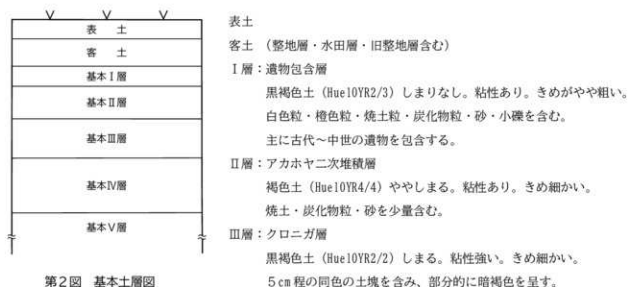 表　土
客　土
基本Ⅰ層
基本Ⅱ層
基本Ⅲ層
基本Ⅳ層
基本Ⅴ層
第2図　基本土層図
表土
客土（整地層・水田層・旧整地層含む）
Ⅰ層：遺物包含層
黒褐色土（Hue10YR2/3）しまりなし。粘性あり。きめがやや粗い。
白色粒・橙色粒・焼土粒・炭化物粒・砂・小礫を含む。
主に古代～中世の遺物を包含する。
Ⅱ層：アカホヤ二次堆積層
褐色土（Hue10YR4/4）ややしまる。粘性あり。きめ細かい。
焼土・炭化物粒・砂を少量含む。
Ⅲ層：クロニガ層
黒褐色土（Hue10YR2/2）しまる。粘性強い。きめ細かい。
5cm程の同色の土塊を含み、部分的に暗褐色を呈す。